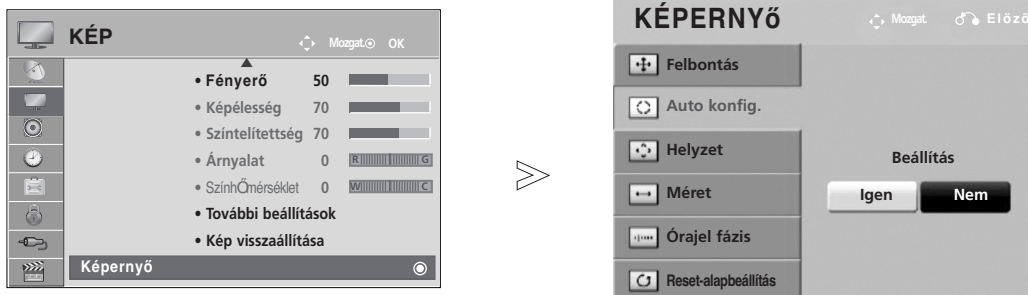 KÉP
Mozgat. OK
• Fényerő 50
• Képélesség 70
• Színtelítettség 70
• Árnyalat 0 R G
• SzínhŐmérséklet 0 W C
• További beállítások
• Kép visszaállítása
Képernyő
KÉPERNYő
Mozgat. Előző
Felbontás
Auto konfig.
Helyzet
Méret
Órajel fázis
Reset-alapbeállítás
Beállítás
Igen Nem